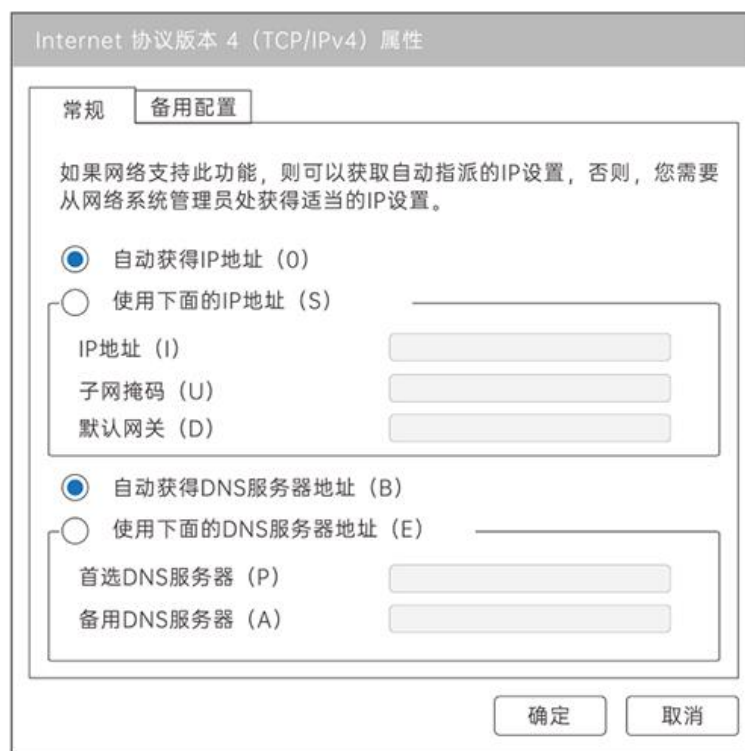 Internet 协议版本 4（TCP/IPv4）属性
常规
备用配置
如果网络支持此功能，则可以获取自动指派的IP设置，否则，您需要
从网络系统管理员处获得适当的IP设置。
自动获得IP地址（0）
使用下面的IP地址（S）
IP地址（I）
子网掩码（U）
默认网关（D）
自动获得DNS服务器地址（B）
使用下面的DNS服务器地址（E）
首选DNS服务器（P）
备用DNS服务器（A）
确定
取消